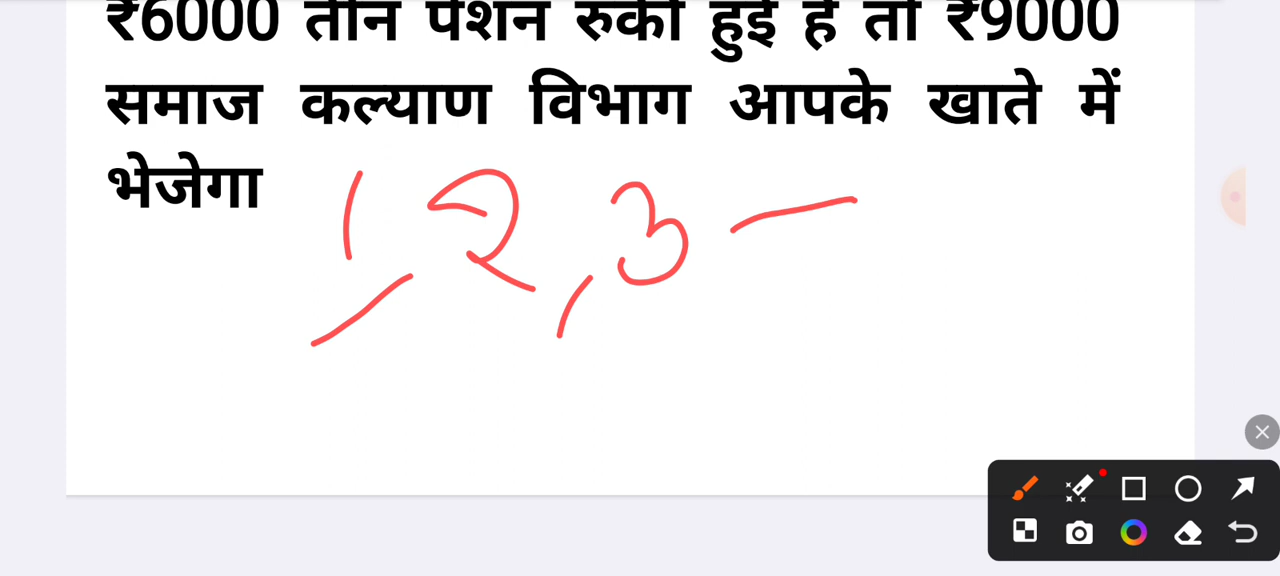 ₹6000 तीन पेंशन रुकी हुई है तो ₹9000
समाज कल्याण विभाग आपके खाते में
भेजेगा
1, 2, 3 —